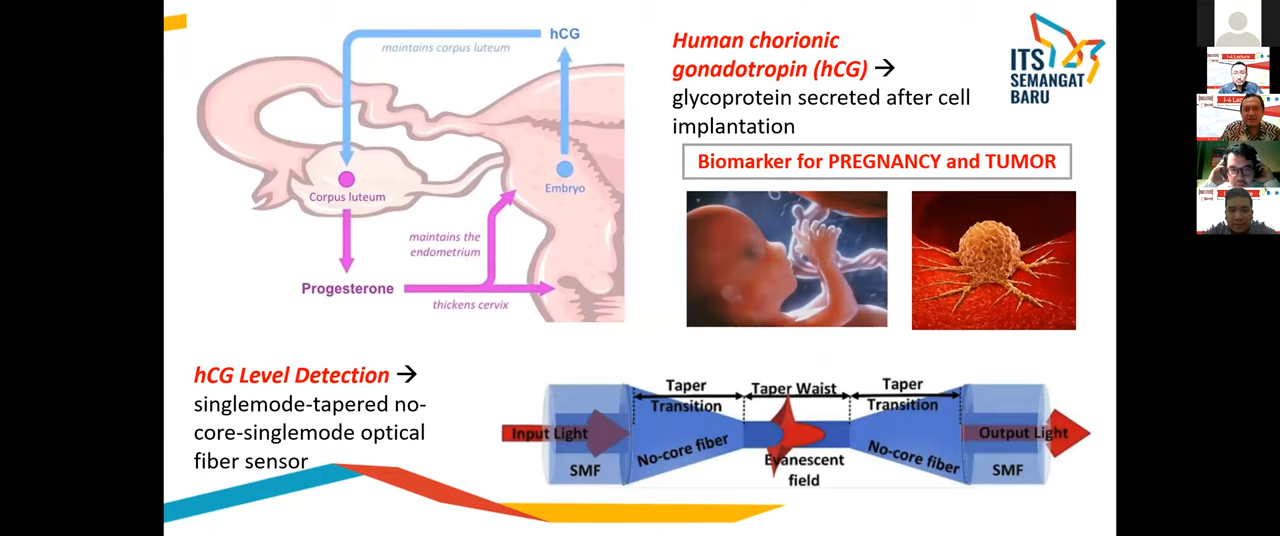 maintains corpus luteum
hCG
Corpus luteum
Embryo
maintains the
endometrium
Progesterone
thickens cervix
Human chorionic
gonadotropin (hCG) →
glycoprotein secreted after cell
implantation
Biomarker for PREGNANCY and TUMOR
ITS
SEMANGAT
BARU
hCG Level Detection →
singlemode-tapered no-
core-singlemode optical
fiber sensor
Taper
Transition
Taper Waist
Taper
Transition
Input Light
SMF
No-core fiber
Evanescent
field
No-core fiber
Output Light
SMF